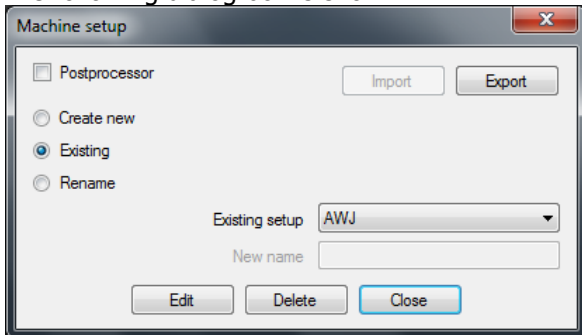 Machine setup
Postprocessor
Import
Export
Create new
Existing
Rename
Existing setup
AWJ
New name
Edit
Delete
Close